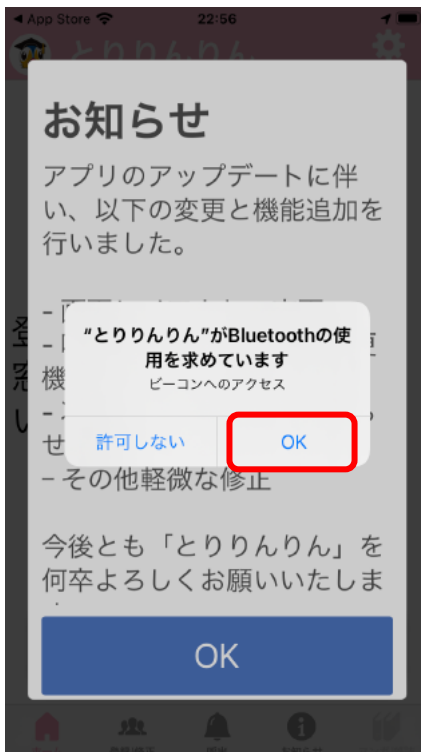 App Store 22:56
とりりんりん
お知らせ
アプリのアップデートに伴
い、以下の変更と機能追加を
行いました。
"とりりんりん"がBluetoothの使
用を求めています
ビーコンへのアクセス
許可しない OK
機
せ
– その他軽微な修正
今後とも「とりりんりん」を
何卒よろしくお願いいたしま
OK